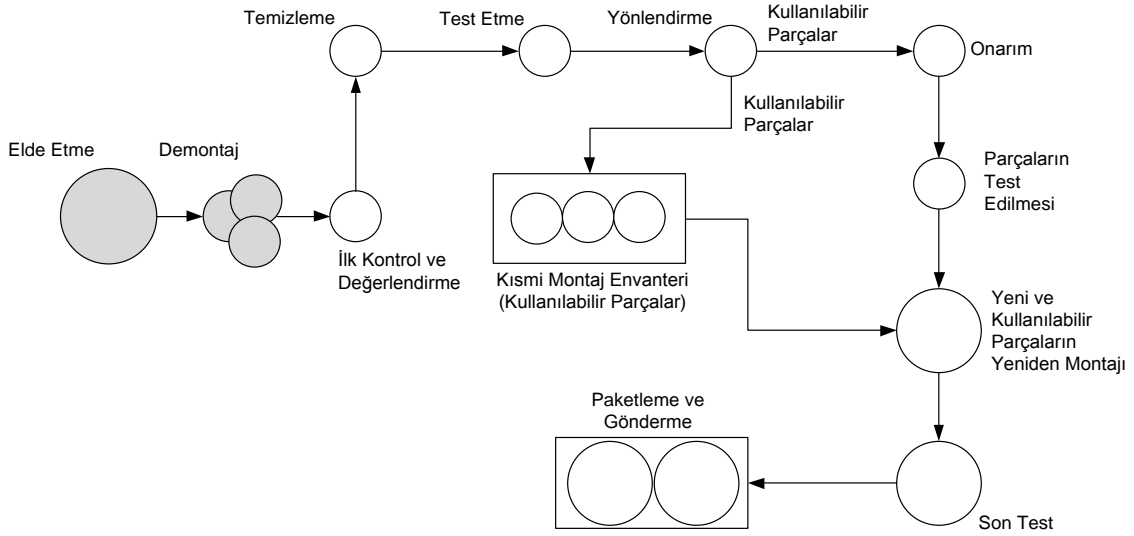 Temizleme
Test Etme
Yönlendirme
Kullanılabilir
Parçalar
Onarım
Kullanılabilir
Parçalar
Elde Etme
Demontaj
Parçaların
Test
Edilmesi
İlk Kontrol ve
Değerlendirme
Kısmi Montaj Envanteri
(Kullanılabilir Parçalar)
Yeni ve
Kullanılabilir
Parçaların
Yeniden Montajı
Paketleme ve
Gönderme
Son Test